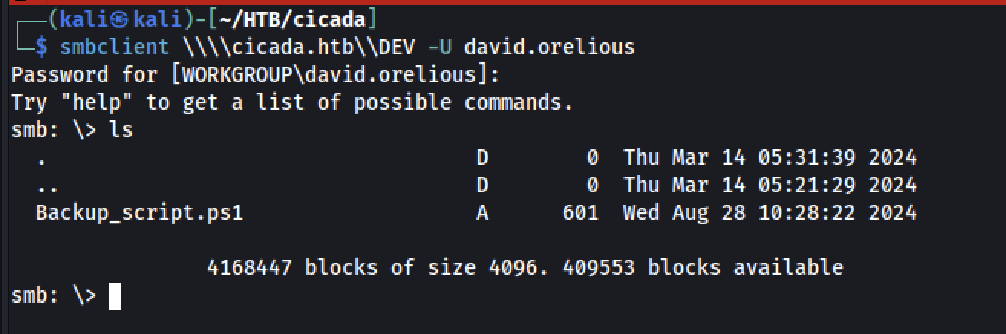 ┌──(kali㉿kali)-[~/HTB/cicada]
└─$ smbclient \\\\cicada.htb\\DEV -U david.orelious
Password for [WORKGROUP\david.orelious]:
Try "help" to get a list of possible commands.
smb: \> ls
  .                                   D        0  Thu Mar 14 05:31:39 2024
  ..                                  D        0  Thu Mar 14 05:21:29 2024
  Backup_script.ps1                   A      601  Wed Aug 28 10:28:22 2024
                4168447 blocks of size 4096. 409553 blocks available
smb: \>